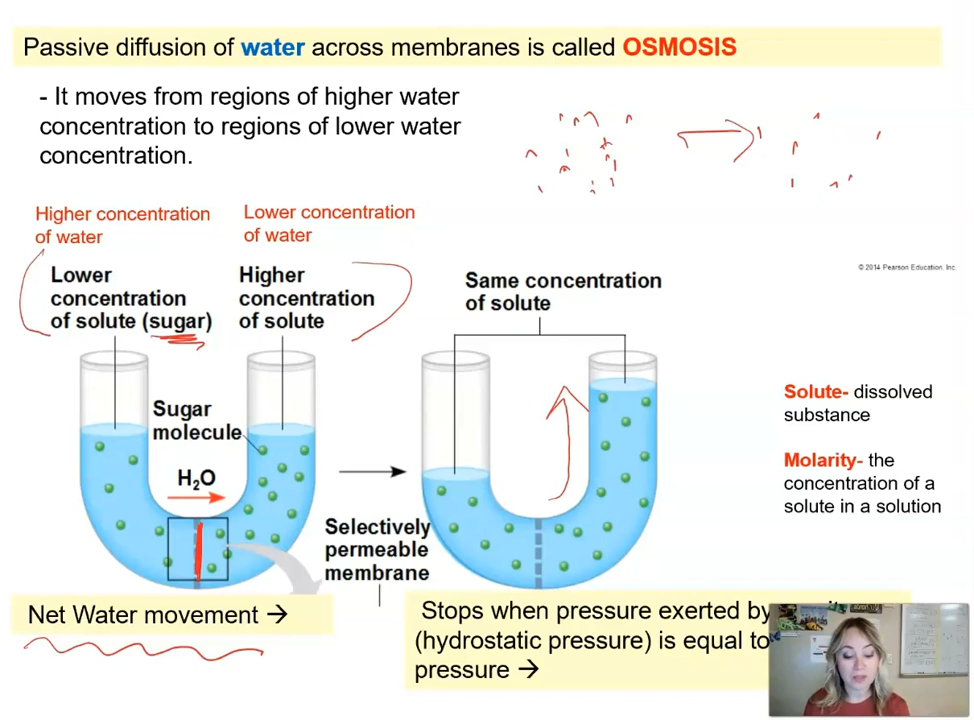 Passive diffusion of water across membranes is called OSMOSIS
- It moves from regions of higher water
concentration to regions of lower water
concentration.
Higher concentration
of water
Lower concentration
of water
Lower
concentration
of solute (sugar)
Higher
concentration
of solute
Same concentration
of solute
© 2014 Pearson Education, Inc.
Sugar
molecule
H₂O
Selectively
permeable
membrane
Solute- dissolved
substance
Molarity- the
concentration of a
solute in a solution
Net Water movement →
Stops when pressure exerted by
(hydrostatic pressure) is equal to
pressure →